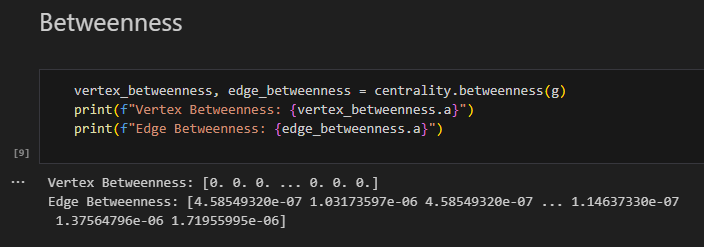 Betweenness
vertex_betweenness, edge_betweenness = centrality.betweenness(g)
print(f"Vertex Betweenness: {vertex_betweenness.a}")
print(f"Edge Betweenness: {edge_betweenness.a}")
[9]
... Vertex Betweenness: [0. 0. 0. ... 0. 0. 0.]
Edge Betweenness: [4.58549320e-07 1.03173597e-06 4.58549320e-07 ... 1.14637330e-07
1.37564796e-06 1.71955995e-06]